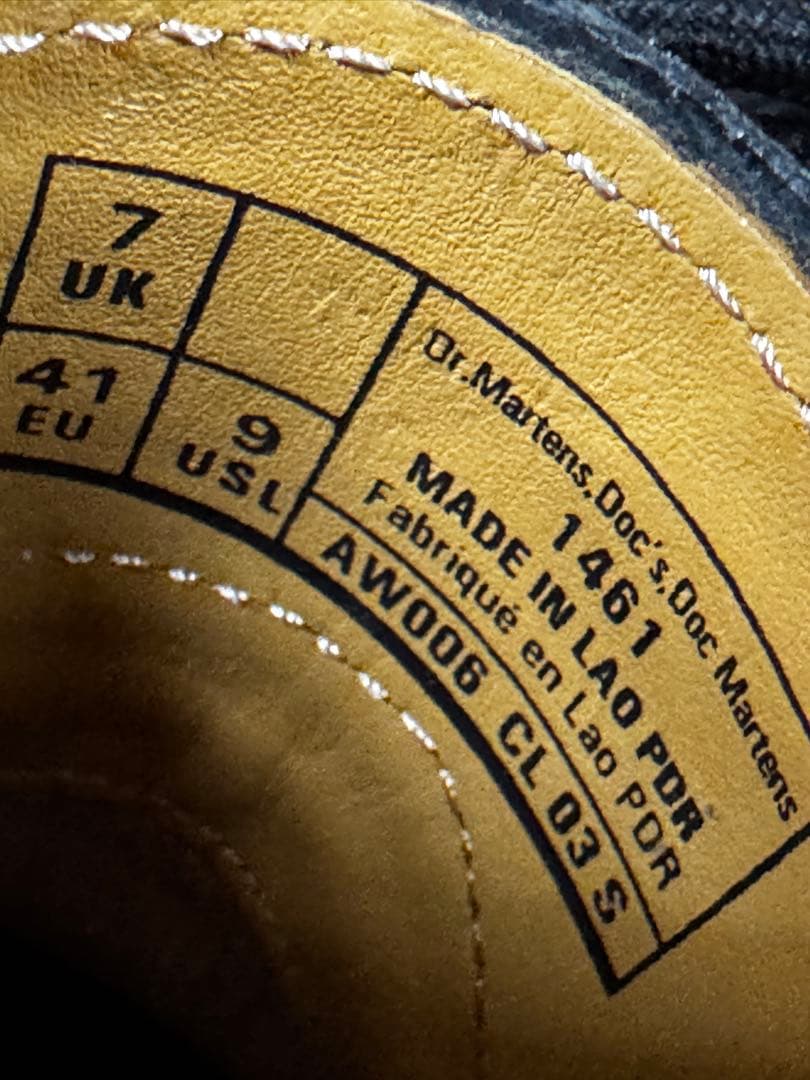 7
UK
41
EU
9
USL
Dr.Martens.Doc's.Doc Martens
1461
MADE IN LAO PDR
Fabriqué en Lao PDR
AW006 CL 03 S